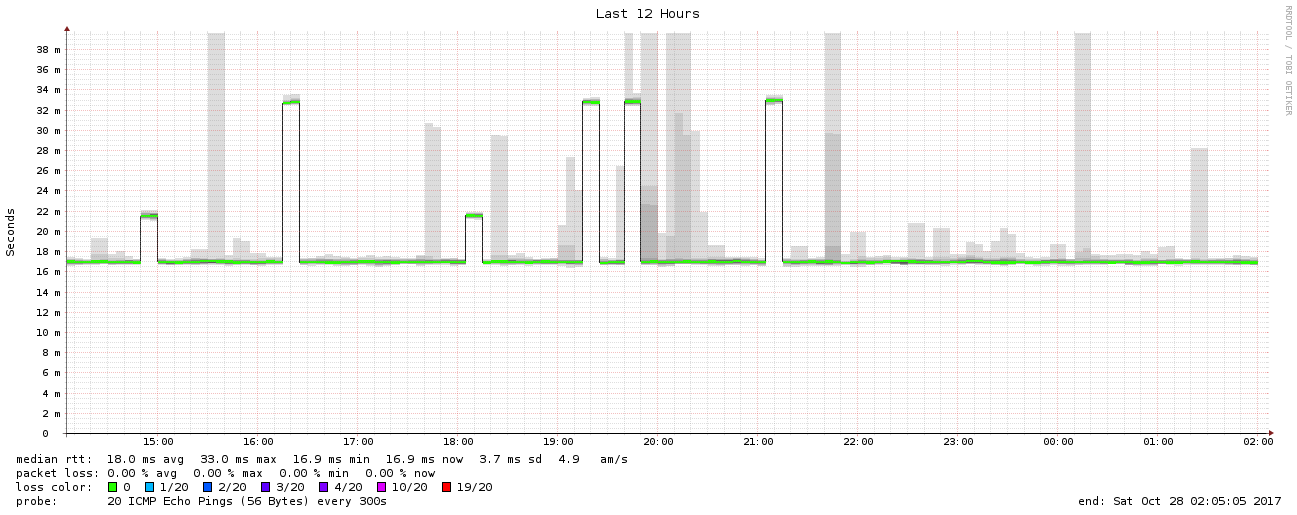 Last 12 Hours
RRDTOOL / TOBI OETIKER
Seconds
38 m
36 m
34 m
32 m
30 m
28 m
26 m
24 m
22 m
20 m
18 m
16 m
14 m
12 m
10 m
8 m
6 m
4 m
2 m
0
15:00 16:00 17:00 18:00 19:00 20:00 21:00 22:00 23:00 00:00 01:00 02:00
median rtt: 18.0 ms avg 33.0 ms max 16.9 ms min 16.9 ms now 3.7 ms sd 4.9 am/s
packet loss: 0.00 % avg 0.00 % max 0.00 % min 0.00 % now
loss color: 0 1/20 2/20 3/20 4/20 10/20 19/20
probe: 20 ICMP Echo Pings (56 Bytes) every 300s end: Sat Oct 28 02:05:05 2017